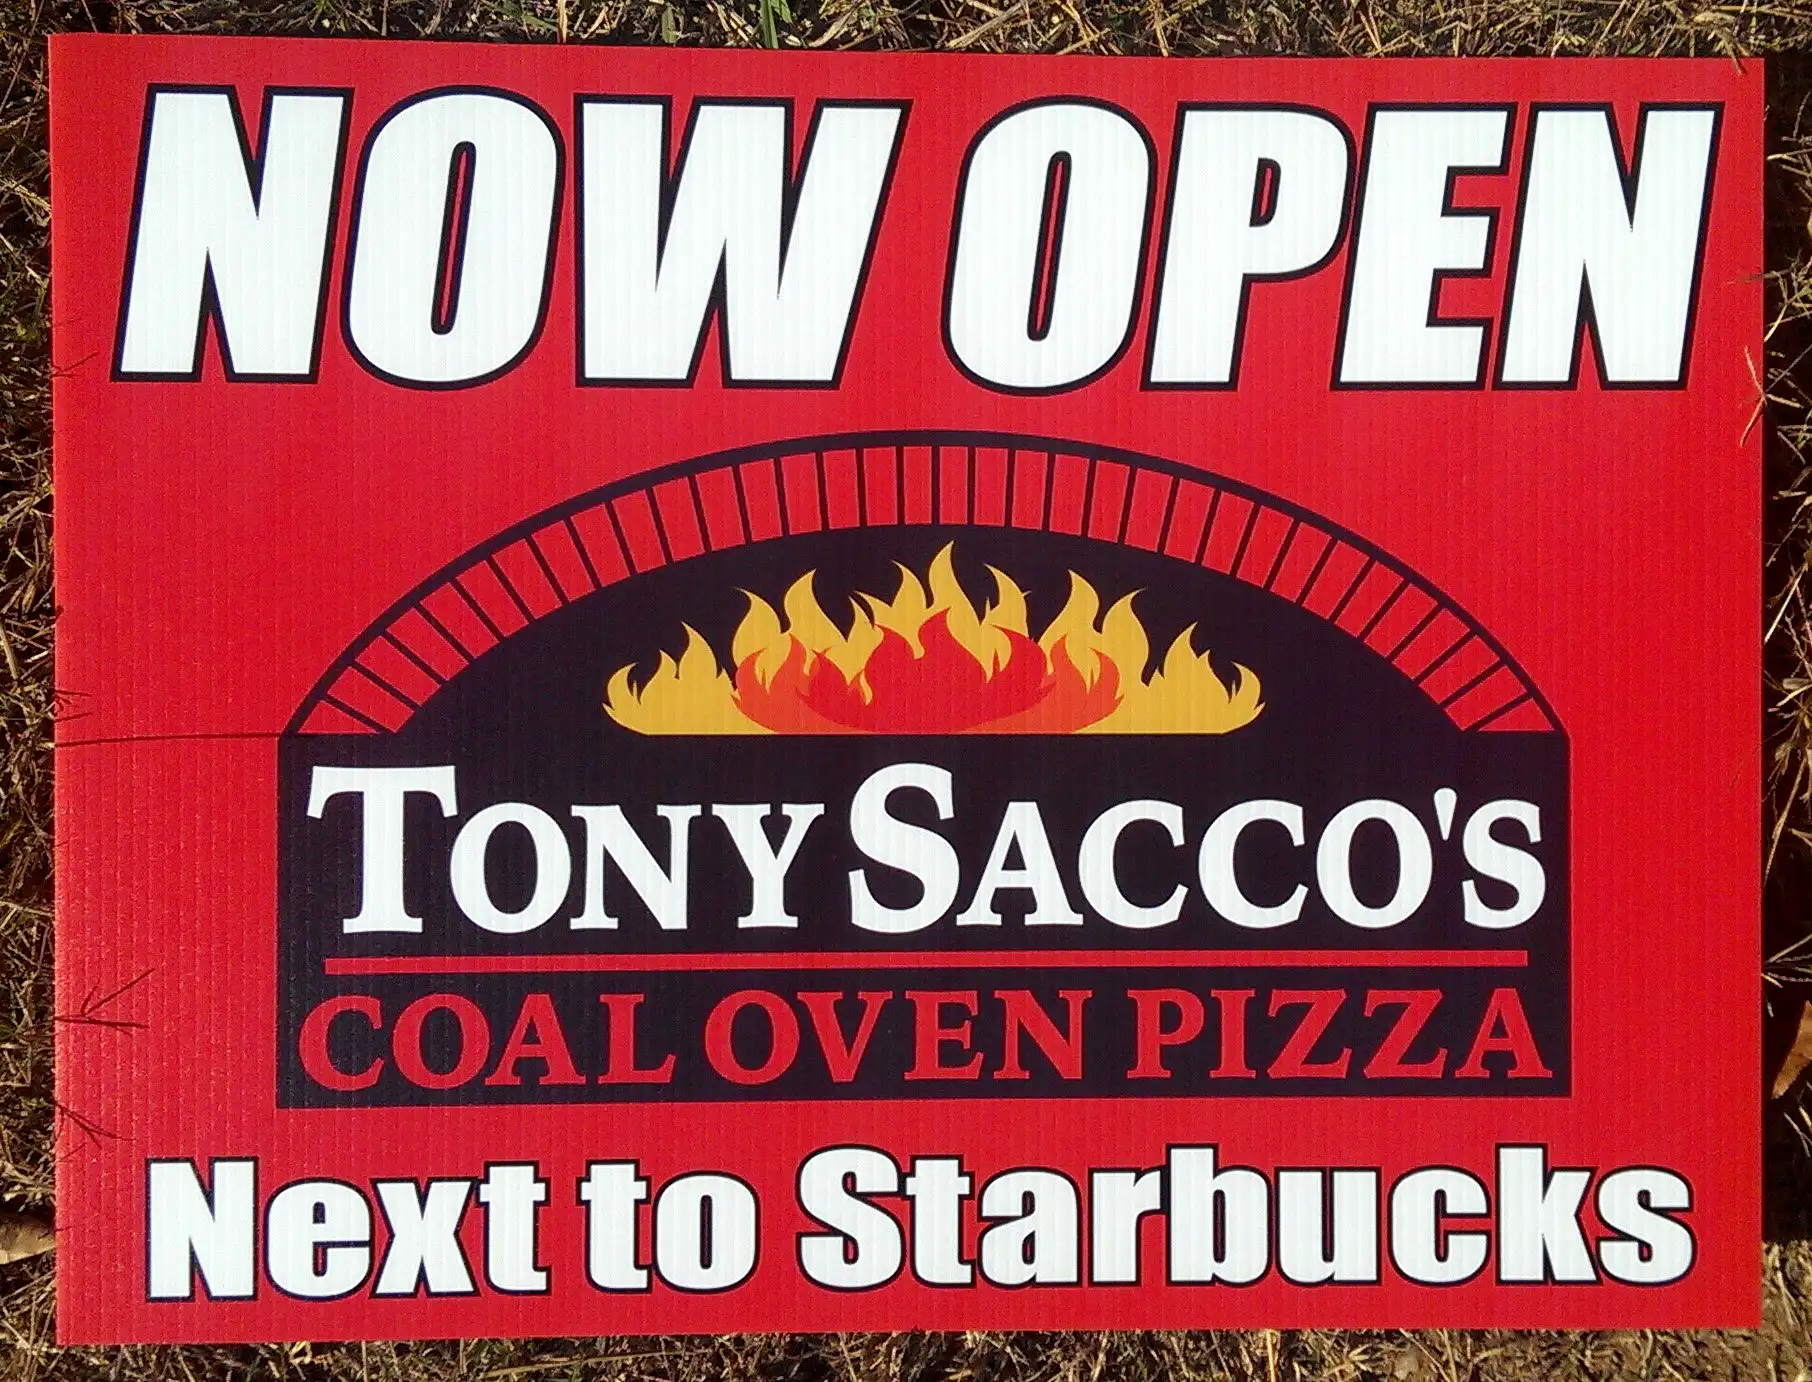 NOW OPEN
TONY SACCO'S
COAL OVEN PIZZA
Next to Starbucks